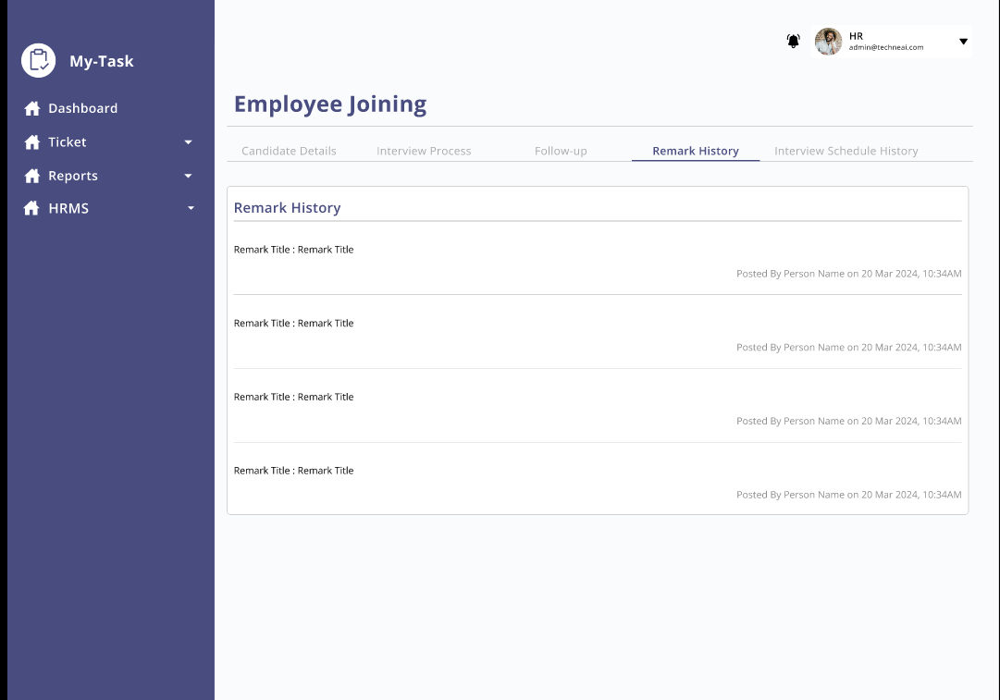 My-Task
Dashboard
Ticket
Reports
HRMS
HR
admin@techneai.com
Employee Joining
Candidate Details Interview Process Follow-up Remark History Interview Schedule History
Remark History
Remark Title : Remark Title
Posted By Person Name on 20 Mar 2024, 10:34AM
Remark Title : Remark Title
Posted By Person Name on 20 Mar 2024, 10:34AM
Remark Title : Remark Title
Posted By Person Name on 20 Mar 2024, 10:34AM
Remark Title : Remark Title
Posted By Person Name on 20 Mar 2024, 10:34AM